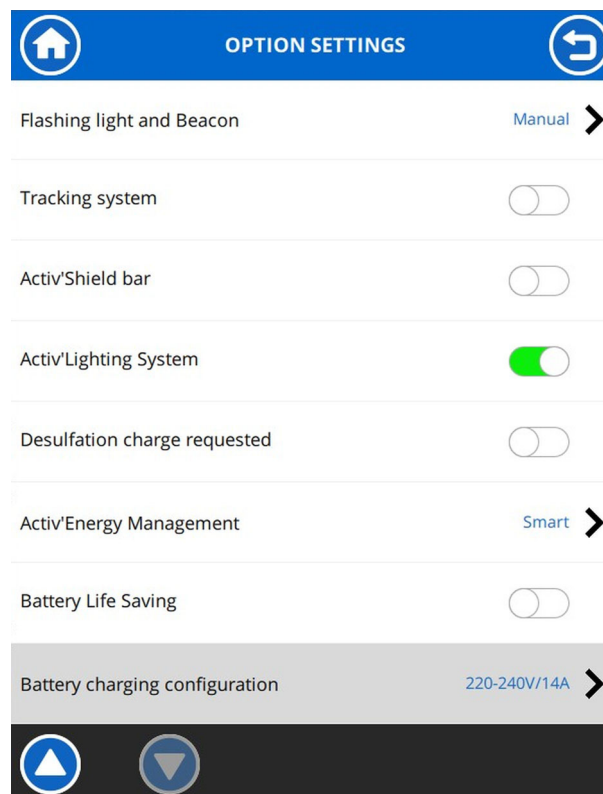 OPTION SETTINGS
Flashing light and Beacon Manual
Tracking system
Activ'Shield bar
Activ'Lighting System
Desulfation charge requested
Activ'Energy Management Smart
Battery Life Saving
Battery charging configuration 220-240V/14A